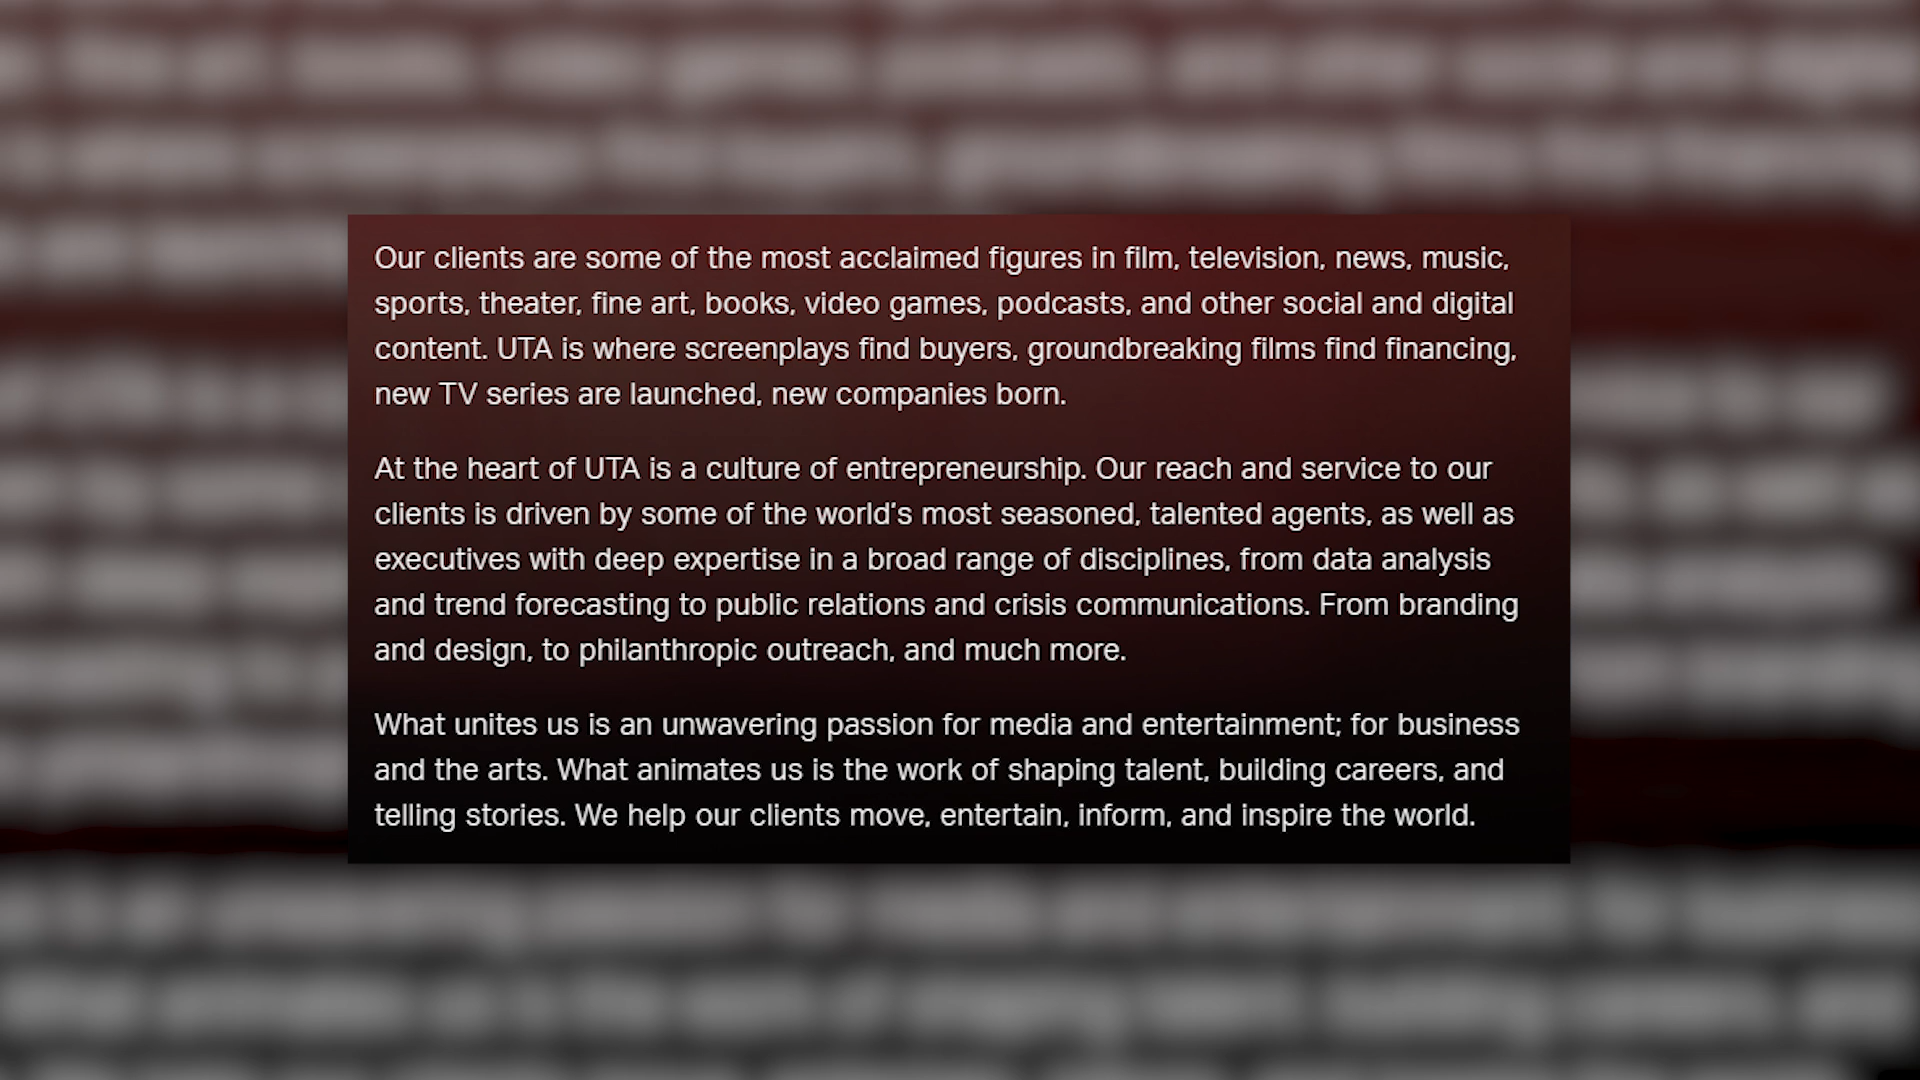 Our clients are some of the most acclaimed figures in film, television, news, music,
sports, theater, fine art, books, video games, podcasts, and other social and digital
content. UTA is where screenplays find buyers, groundbreaking films find financing,
new TV series are launched, new companies born.
At the heart of UTA is a culture of entrepreneurship. Our reach and service to our
clients is driven by some of the world's most seasoned, talented agents, as well as
executives with deep expertise in a broad range of disciplines, from data analysis
and trend forecasting to public relations and crisis communications. From branding
and design, to philanthropic outreach, and much more.
What unites us is an unwavering passion for media and entertainment; for business
and the arts. What animates us is the work of shaping talent, building careers, and
telling stories. We help our clients move, entertain, inform, and inspire the world.